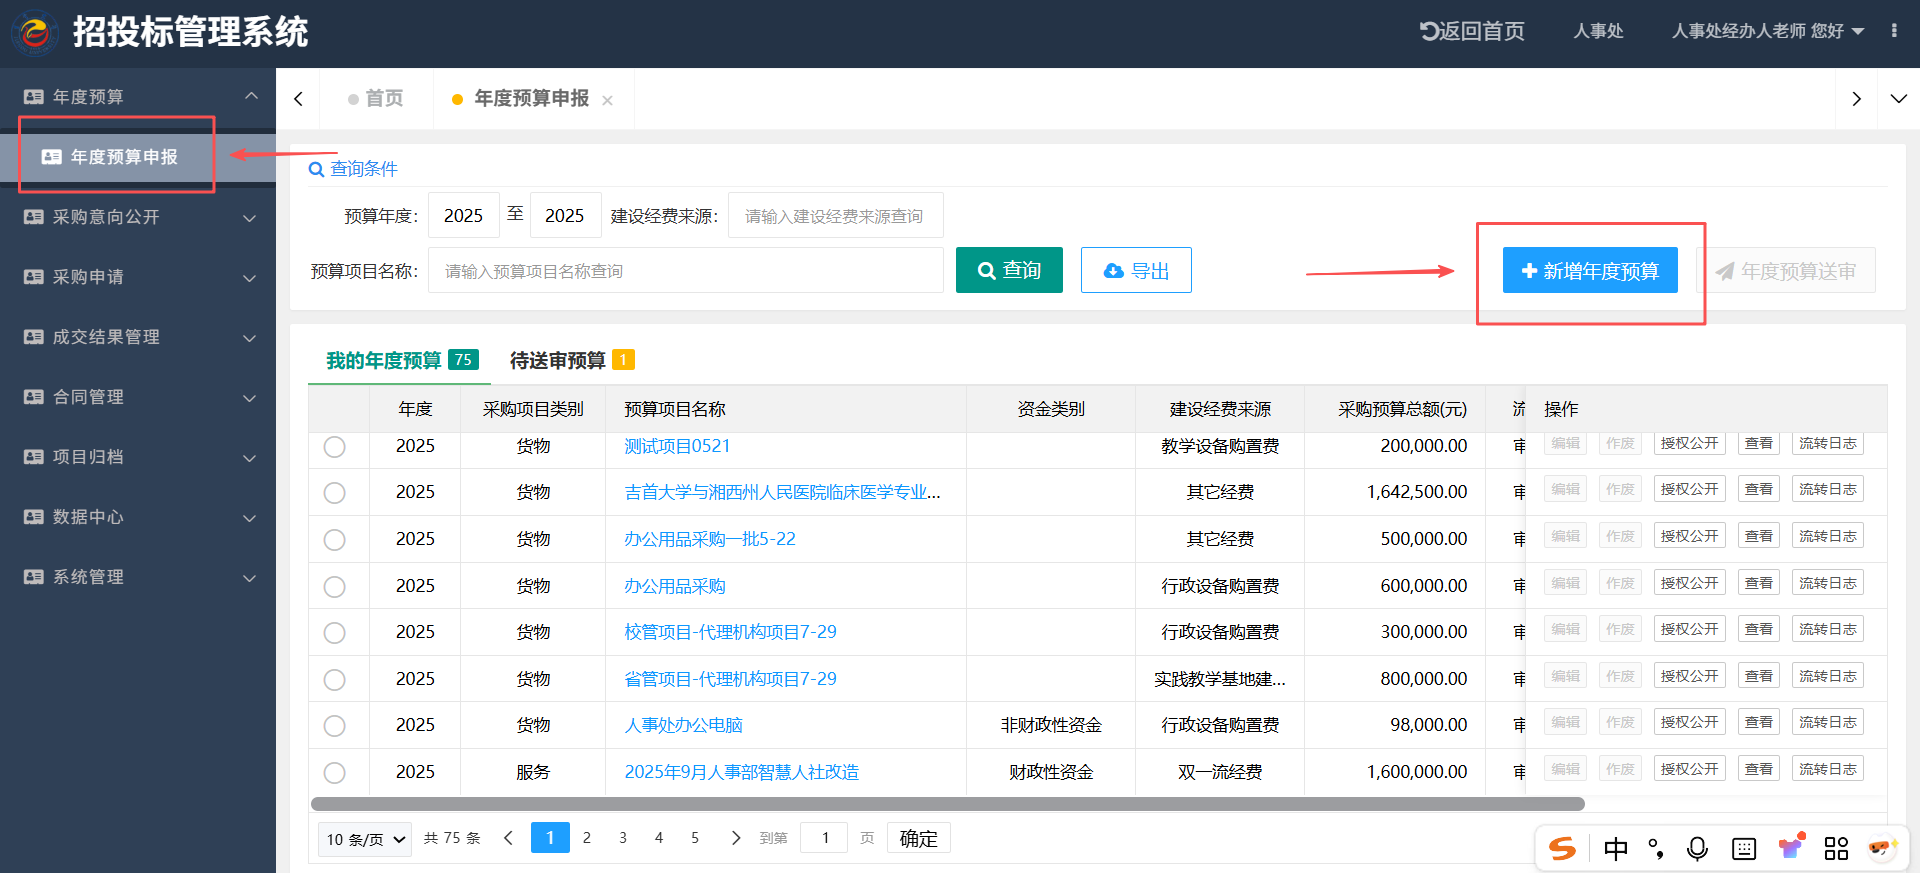 招投标管理系统
返回首页 人事处 人事处经办人老师 您好
年度预算
年度预算申报
采购意向公开
采购申请
成交结果管理
合同管理
项目归档
数据中心
系统管理
首页 年度预算申报
查询条件
预算年度： 2025 至 2025 建设经费来源： 请输入建设经费来源查询
预算项目名称： 请输入预算项目名称查询 查询 导出 新增年度预算 年度预算送审
我的年度预算 75 待送审预算 1
年度 采购项目类别 预算项目名称 资金类别 建设经费来源 采购预算总额(元) 流 操作
2025 货物 测试项目0521 教学设备购置费 200,000.00 审 编辑 作废 授权公开 查看 流转日志
2025 货物 吉首大学与湘西州人民医院临床医学专业... 其它经费 1,642,500.00 审 编辑 作废 授权公开 查看 流转日志
2025 货物 办公用品采购一批5-22 其它经费 500,000.00 审 编辑 作废 授权公开 查看 流转日志
2025 货物 办公用品采购 行政设备购置费 600,000.00 审 编辑 作废 授权公开 查看 流转日志
2025 货物 校管项目-代理机构项目7-29 行政设备购置费 300,000.00 审 编辑 作废 授权公开 查看 流转日志
2025 货物 省管项目-代理机构项目7-29 实践教学基地建... 800,000.00 审 编辑 作废 授权公开 查看 流转日志
2025 货物 人事处办公电脑 非财政性资金 行政设备购置费 98,000.00 审 编辑 作废 授权公开 查看 流转日志
2025 服务 2025年9月人事部智慧人社改造 财政性资金 双一流经费 1,600,000.00 审 编辑 作废 授权公开 查看 流转日志
10 条/页 共 75 条 1 2 3 4 5 到第 1 页 确定
中